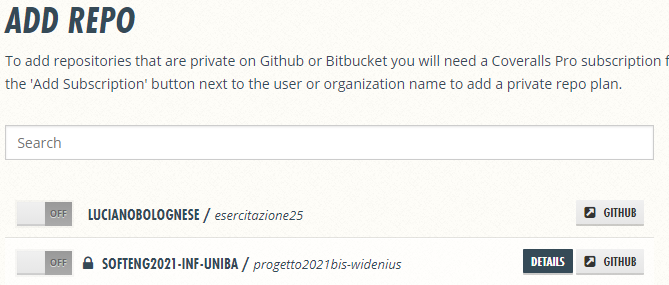 ADD REPO
To add repositories that are private on Github or Bitbucket you will need a Coveralls Pro subscription f
the 'Add Subscription' button next to the user or organization name to add a private repo plan.
Search
OFF LUCIANOBOLOGNESE / esercitazione25 GITHUB
OFF SOFTENG2021-INF-UNIBA / progetto2021bis-widenius DETAILS GITHUB